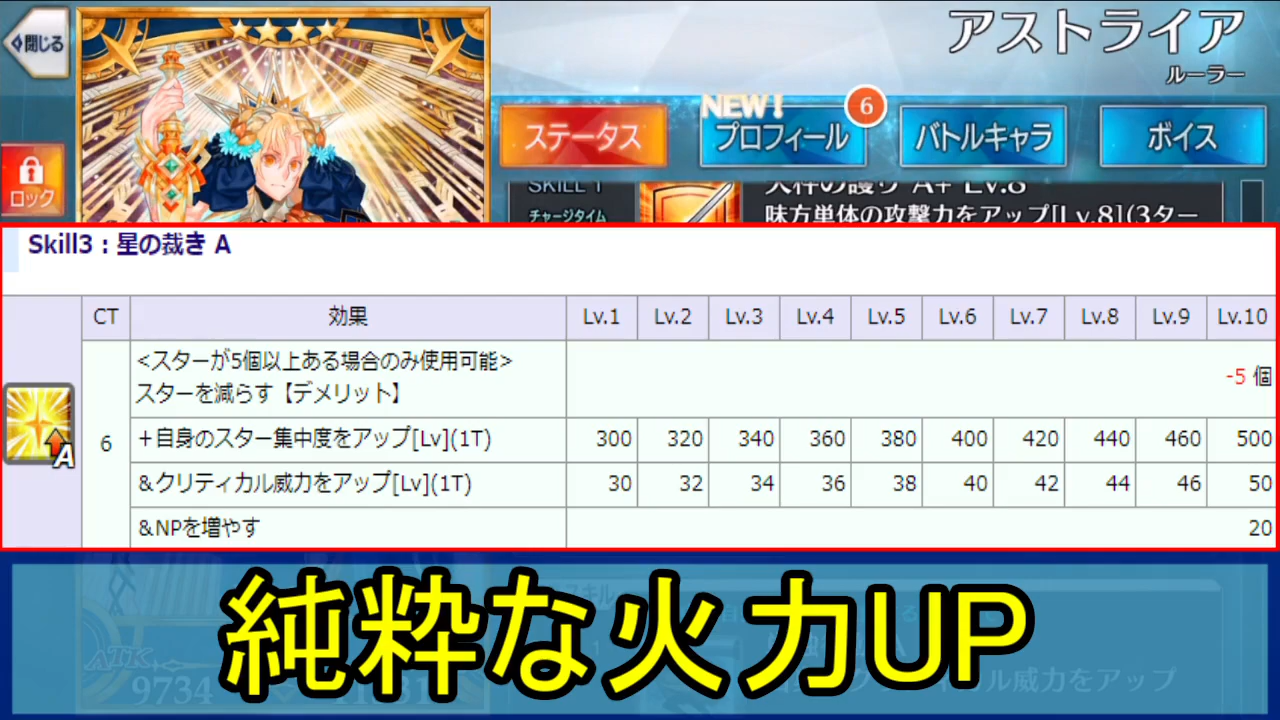 閉じる
アストライア
ルーラー
ロック
ステータス
NEW!
プロフィール
6
バトルキャラ
ボイス
SKILL 1
天秤の護り A+ Lv.8
チャージタイム
味方単体の攻撃力をアップ[Lv.8](3ター
Skill3 : 星の裁き A
CT 効果 Lv.1 Lv.2 Lv.3 Lv.4 Lv.5 Lv.6 Lv.7 Lv.8 Lv.9 Lv.10
<スターが5個以上ある場合のみ使用可能>
スターを減らす【デメリット】 -5 個
A
6
+自身のスター集中度をアップ[Lv](1T) 300 320 340 360 380 400 420 440 460 500
&クリティカル威力をアップ[Lv](1T) 30 32 34 36 38 40 42 44 46 50
&NPを増やす 20
純粋な火力UP
ATK
9734
ル威力をアップ